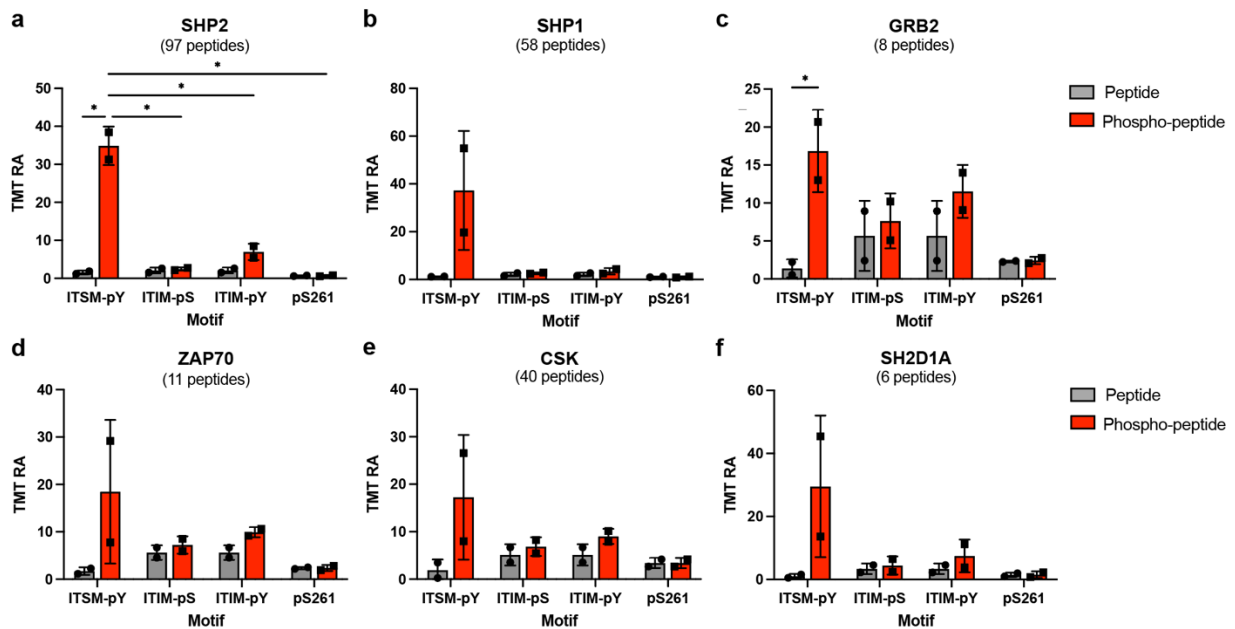 a
SHP2
(97 peptides)
*
*
*
*
50
40
30
20
10
0
TMT RA
ITSM-pY ITIM-pS ITIM-pY pS261
Motif
b
SHP1
(58 peptides)
80
60
40
20
0
TMT RA
ITSM-pY ITIM-pS ITIM-pY pS261
Motif
c
GRB2
(8 peptides)
*
25
20
15
10
5
0
TMT RA
ITSM-pY ITIM-pS ITIM-pY pS261
Motif
Peptide
Phospho-peptide
d
ZAP70
(11 peptides)
40
30
20
10
0
TMT RA
ITSM-pY ITIM-pS ITIM-pY pS261
Motif
e
CSK
(40 peptides)
40
30
20
10
0
TMT RA
ITSM-pY ITIM-pS ITIM-pY pS261
Motif
f
SH2D1A
(6 peptides)
60
40
20
0
TMT RA
ITSM-pY ITIM-pS ITIM-pY pS261
Motif
Peptide
Phospho-peptide